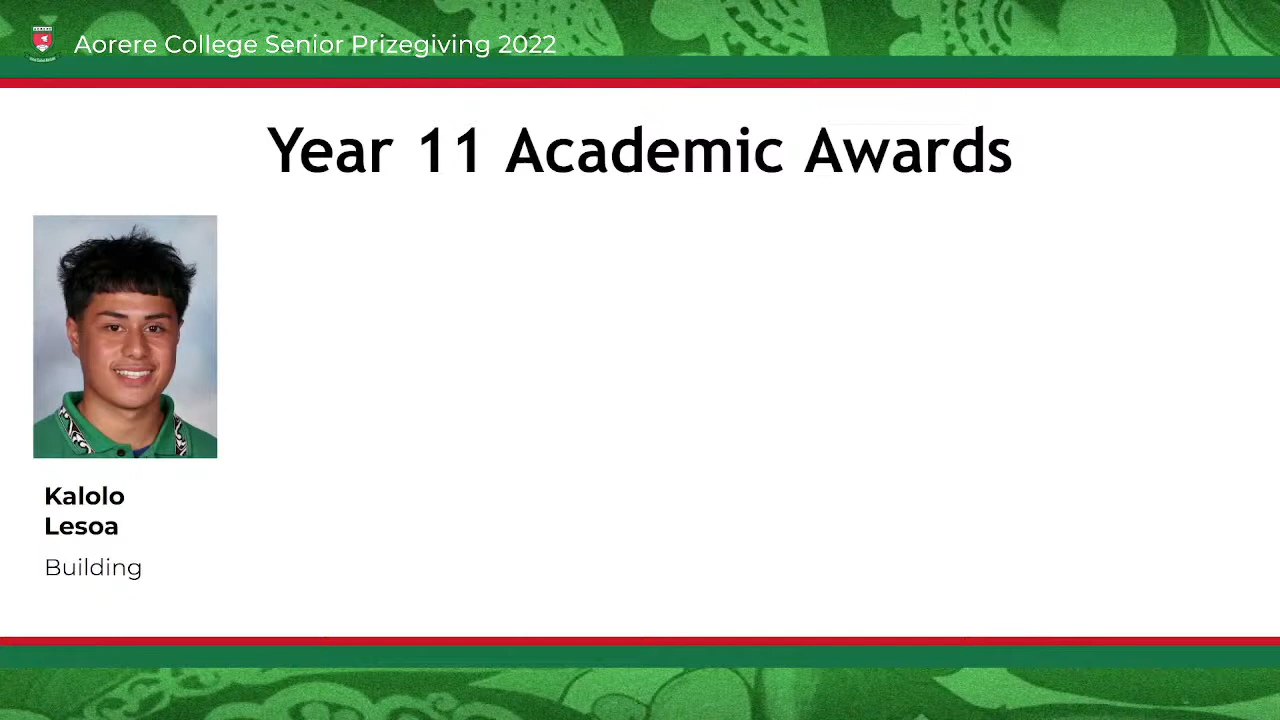 Aorere College Senior Prizegiving 2022
Year 11 Academic Awards
Kalolo
Lesoa
Building